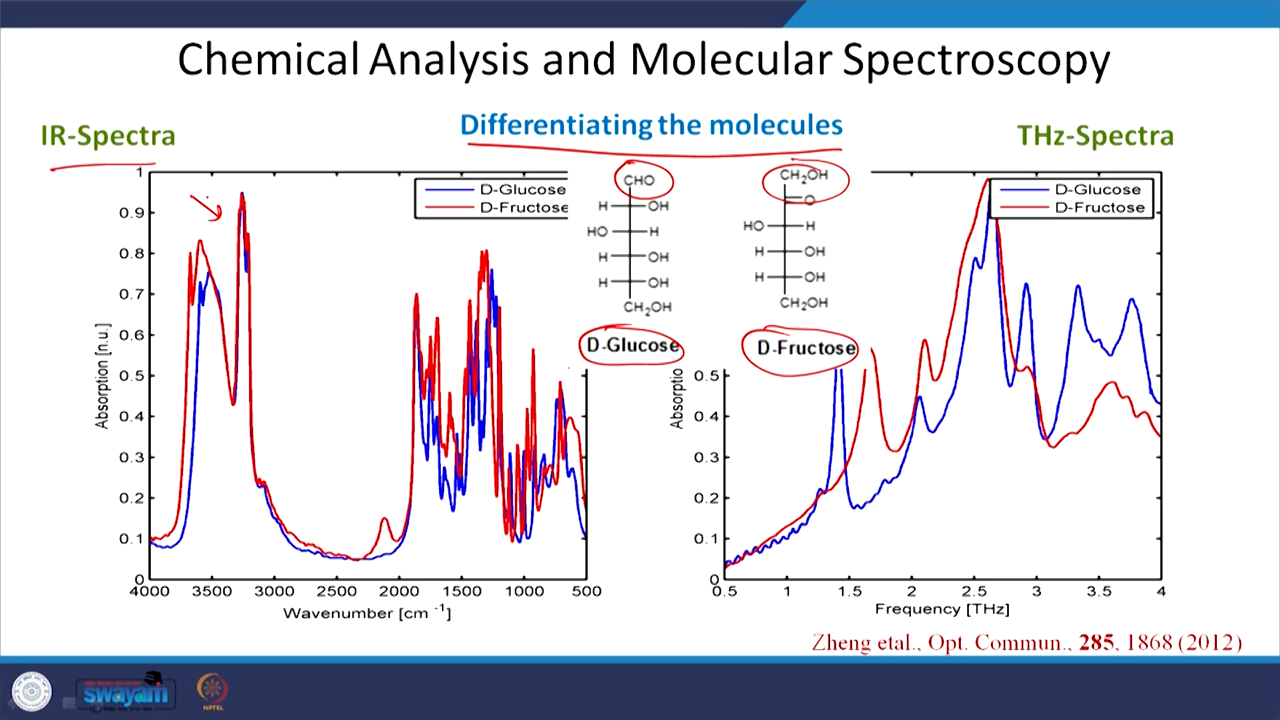 Chemical Analysis and Molecular Spectroscopy
IR-Spectra
Differentiating the molecules
THz-Spectra
D-Glucose
D-Fructose
1
0.9
0.8
0.7
0.6
0.5
0.4
0.3
0.2
0.1
0
Absorption [n.u.]
4000 3500 3000 2500 2000 1500 1000 500
Wavenumber [cm⁻¹]
CHO
H OH
HO H
H OH
H OH
CH₂OH
D-Glucose
CH₂OH
O
HO H
H OH
H OH
CH₂OH
D-Fructose
D-Glucose
D-Fructose
0.5
0.4
0.3
0.2
0.1
0
Absorptio
0.5 1 1.5 2 2.5 3 3.5 4
Frequency [THz]
Zheng etal., Opt. Commun., 285, 1868 (2012)
swayam
NPTEL